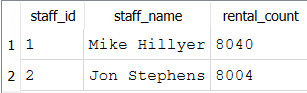 staff_id staff_name rental_count
1 1 Mike Hillyer 8040
2 2 Jon Stephens 8004